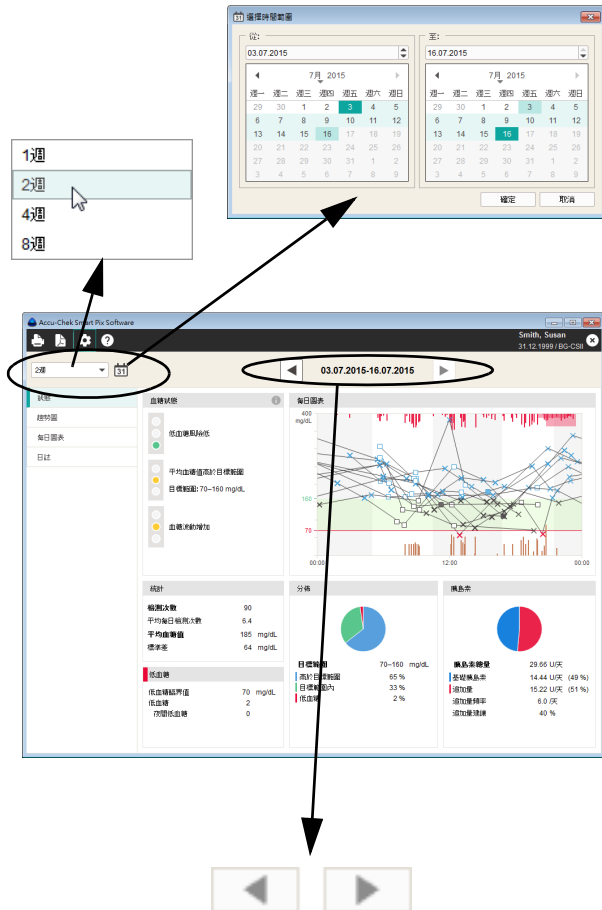 選擇時間範圍
從:
03.07.2015
7月 2015
週一 週二 週三 週四 週五 週六 週日
29 30 1 2 3 4 5
6 7 8 9 10 11 12
13 14 15 16 17 18 19
20 21 22 23 24 25 26
27 28 29 30 31 1 2
3 4 5 6 7 8 9
至:
16.07.2015
7月 2015
週一 週二 週三 週四 週五 週六 週日
29 30 1 2 3 4 5
6 7 8 9 10 11 12
13 14 15 16 17 18 19
20 21 22 23 24 25 26
27 28 29 30 31 1 2
3 4 5 6 7 8 9
確定 取消
1週
2週
4週
8週
Accu-Chek Smart Pix Software
Smith, Susan
31.12.1999 / BG-CSII
2週
31
03.07.2015-16.07.2015
狀態
趨勢圖
每日圖表
日誌
血糖狀態
低血糖風險低
平均血糖值高於目標範圍
目標範圍: 70–160 mg/dL
血糖波動增加
每日圖表
400
mg/dL
160
70
00:00 12:00 00:00
統計
檢測次數 90
平均每日檢測次數 6.4
平均血糖值 185 mg/dL
標準差 64 mg/dL
低血糖
低血糖臨界值 70 mg/dL
低血糖 2
夜間低血糖 0
分佈
目標範圍 70–160 mg/dL
高於目標範圍 65 %
目標範圍內 33 %
低血糖 2 %
胰島素
胰島素總量 29.66 U/天
基礎胰島素 14.44 U/天 (49 %)
追加量 15.22 U/天 (51 %)
追加量頻率 6.0 /天
追加量建議 40 %